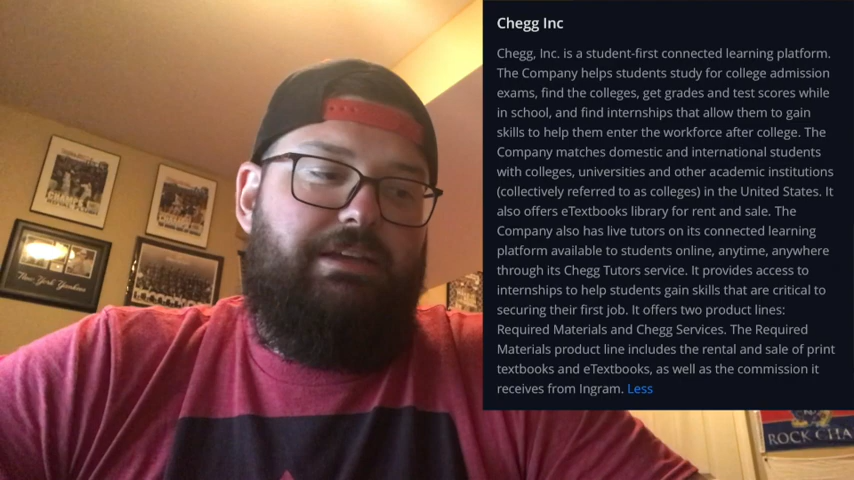 Chegg Inc
Chegg, Inc. is a student-first connected learning platform.
The Company helps students study for college admission
exams, find the colleges, get grades and test scores while
in school, and find internships that allow them to gain
skills to help them enter the workforce after college. The
Company matches domestic and international students
with colleges, universities and other academic institutions
(collectively referred to as colleges) in the United States. It
also offers eTextbooks library for rent and sale. The
Company also has live tutors on its connected learning
platform available to students online, anytime, anywhere
through its Chegg Tutors service. It provides access to
internships to help students gain skills that are critical to
securing their first job. It offers two product lines:
Required Materials and Chegg Services. The Required
Materials product line includes the rental and sale of print
textbooks and eTextbooks, as well as the commission it
receives from Ingram. Less
New York Yankees
ROCK CHA